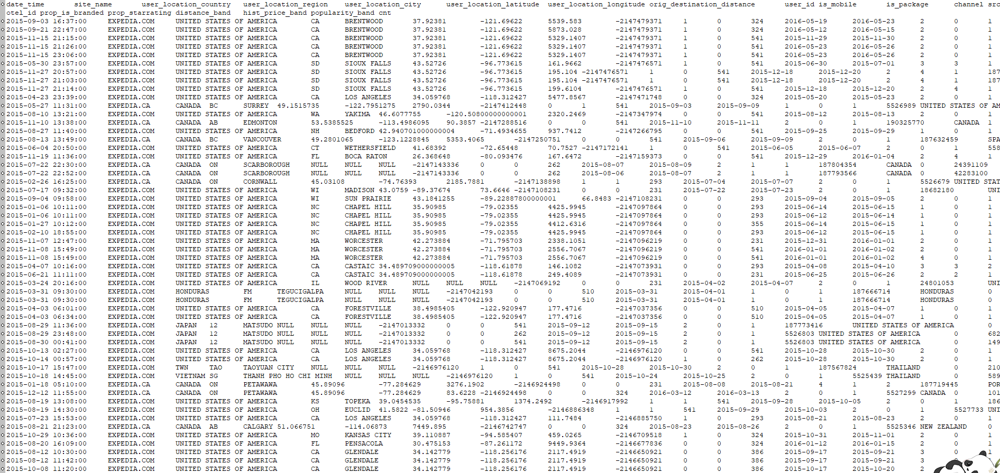 date_time site_name user_location_country user_location_region user_location_city user_location_latitude user_location_longitude orig_destination_distance user_id is_mobile is_package channel src
otel_id prop_is_branded prop_starrating distance_band hist_price_band popularity_band cnt
2015-09-03 16:37:00 EXPEDIA.COM UNITED STATES OF AMERICA CA BRENTWOOD 37.92381 -121.69622 5539.583 -2147479371 1 0 324 2016-05-19 2016-05-23 2 0 1
2015-09-21 22:47:00 EXPEDIA.COM UNITED STATES OF AMERICA CA BRENTWOOD 37.92381 -121.69622 5873.028 -2147479371 1 0 324 2016-05-12 2016-05-15 2 0 1
2015-11-15 21:15:00 EXPEDIA.COM UNITED STATES OF AMERICA CA BRENTWOOD 37.92381 -121.69622 5329.1407 -2147479371 1 0 541 2015-11-29 2015-11-30 2 0 1
2015-11-15 21:26:00 EXPEDIA.COM UNITED STATES OF AMERICA CA BRENTWOOD 37.92381 -121.69622 5329.1407 -2147479371 1 0 541 2016-05-23 2016-05-26 2 0 1
2015-11-15 23:06:00 EXPEDIA.COM UNITED STATES OF AMERICA CA BRENTWOOD 37.92381 -121.69622 5329.1407 -2147479371 1 0 541 2016-05-23 2016-05-26 2 0 1
2015-05-30 23:57:00 EXPEDIA.COM UNITED STATES OF AMERICA SD SIOUX FALLS 43.52726 -96.773615 161.9662 -2147476571 1 0 541 2015-06-30 2015-07-01 3 3 1
2015-11-27 20:57:00 EXPEDIA.COM UNITED STATES OF AMERICA SD SIOUX FALLS 43.52726 -96.773615 195.104 -2147476571 1 0 541 2015-12-18 2015-12-20 2 4 1 187
2015-11-27 21:03:00 EXPEDIA.COM UNITED STATES OF AMERICA SD SIOUX FALLS 43.52726 -96.773615 195.104 -2147476571 1 0 541 2015-12-18 2015-12-20 2 4 1 187
2015-11-27 21:14:00 EXPEDIA.COM UNITED STATES OF AMERICA SD SIOUX FALLS 43.52726 -96.773615 199.6104 -2147476571 1 0 541 2015-12-18 2015-12-20 2 4 1
2015-04-23 23:39:00 EXPEDIA.COM UNITED STATES OF AMERICA CA LOS ANGELES 34.059768 -118.312427 5477.8567 -2147471748 0 0 324 2015-05-20 2015-05-23 2 0 1
2015-05-27 11:31:00 EXPEDIA.CA CANADA BC SURREY 49.1515735 -122.7951275 2790.0344 -2147412448 0 1 541 2015-09-03 2015-09-09 1 0 1 5526989 UNITED STATES OF AM
2015-08-10 13:21:00 EXPEDIA.COM UNITED STATES OF AMERICA WA YAKIMA 46.6077755 -120.50800000000001 2320.2469 -2147347974 0 0 541 2015-08-12 2015-08-13 2 0 1
2015-11-10 13:38:00 EXPEDIA.CA CANADA AB EDMONTON 53.5385525 -113.4986095 90.3857 -2147288516 0 0 541 2015-11-10 2015-11-11 2 0 1 190325770 CANADA 1
2015-08-27 11:40:00 EXPEDIA.COM UNITED STATES OF AMERICA NH BEDFORD 42.940701000000004 -71.4934655 937.7412 -2147266795 0 0 541 2015-09-25 2015-09-29 1 0 1
2015-08-13 13:49:00 EXPEDIA.CA CANADA BC VANCOUVER 49.2801065 -123.1228845 5353.4065 -2147250751 0 0 541 2015-09-06 2015-09-09 2 0 1 187632459 SPA
2015-06-04 20:50:00 EXPEDIA.COM UNITED STATES OF AMERICA CT WETHERSFIELD 41.68392 -72.65448 70.7527 -2147172141 1 0 541 2015-06-05 2015-06-07 2 0 1 558
2015-11-19 11:36:00 EXPEDIA.COM UNITED STATES OF AMERICA FL BOCA RATON 26.368648 -80.093476 167.6472 -2147159373 0 0 541 2015-12-29 2016-01-04 2 4 1
2015-07-22 22:30:00 EXPEDIA.CA CANADA ON SCARBOROUGH NULL NULL NULL -2147143336 0 0 262 2015-08-07 2015-08-09 2 1 1 187804354 CANADA 0 24391109
2015-07-22 22:52:00 EXPEDIA.CA CANADA ON SCARBOROUGH NULL NULL NULL -2147143336 0 0 262 2015-08-06 2015-08-07 2 1 1 187793566 CANADA 0 42283100
2015-02-26 16:25:00 EXPEDIA.CA CANADA ON CORNWALL 45.03108 -74.76393 2185.7881 -2147138898 1 1 293 2015-07-04 2015-07-07 2 0 1 5526679 UNITED STAT
2015-07-17 09:32:00 EXPEDIA.COM UNITED STATES OF AMERICA WI MADISON 43.0759 -89.37674 73.6646 -2147108231 0 0 231 2015-07-22 2015-07-23 2 0 1 18682180 UNI
2015-09-04 09:58:00 EXPEDIA.COM UNITED STATES OF AMERICA WI SUN PRAIRIE 43.1841255 -89.22887800000001 66.8483 -2147108231 0 0 293 2015-09-04 2015-09-05 2 0 1
2015-01-06 10:11:00 EXPEDIA.COM UNITED STATES OF AMERICA NC CHAPEL HILL 35.90985 -79.02355 4425.9945 -2147097864 0 0 293 2015-06-14 2015-06-15 1 0 1
2015-01-06 10:11:00 EXPEDIA.COM UNITED STATES OF AMERICA NC CHAPEL HILL 35.90985 -79.02355 4425.9945 -2147097864 0 0 293 2015-06-12 2015-06-14 1 0 1
2015-01-27 10:12:00 EXPEDIA.COM UNITED STATES OF AMERICA NC CHAPEL HILL 35.90985 -79.02355 4412.6316 -2147097864 0 0 355 2015-06-14 2015-06-15 1 0 1
2015-02-10 18:55:00 EXPEDIA.COM UNITED STATES OF AMERICA NC CHAPEL HILL 35.90985 -79.02355 4425.9945 -2147097864 0 0 293 2015-06-12 2015-06-15 1 0 1
2015-11-07 12:47:00 EXPEDIA.COM UNITED STATES OF AMERICA MA WORCESTER 42.273884 -71.795703 2338.1051 -2147096219 0 0 231 2015-12-31 2016-01-01 2 0 1
2015-11-08 15:49:00 EXPEDIA.COM UNITED STATES OF AMERICA MA WORCESTER 42.273884 -71.795703 2556.7067 -2147096219 0 0 541 2016-01-01 2016-01-02 2 0 1
2015-11-08 15:49:00 EXPEDIA.COM UNITED STATES OF AMERICA MA WORCESTER 42.273884 -71.795703 2556.7067 -2147096219 0 0 541 2016-01-01 2016-01-02 4 0 1
2015-04-07 10:16:00 EXPEDIA.COM UNITED STATES OF AMERICA CA CASTAIC 34.489709000000005 -118.61878 146.1082 -2147073931 0 0 293 2015-04-08 2015-04-10 3 3 2
2015-06-21 11:11:00 EXPEDIA.COM UNITED STATES OF AMERICA CA CASTAIC 34.489709000000005 -118.61878 249.4089 -2147073931 0 0 231 2015-06-25 2015-06-26 2 2 1
2015-03-24 20:16:00 EXPEDIA.COM UNITED STATES OF AMERICA IL WOOD RIVER NULL NULL NULL -2147069192 0 0 231 2015-04-02 2015-04-07 2 0 1 24801053 UNI
2015-03-31 09:30:00 EXPEDIA.COM HONDURAS FM TEGUCIGALPA NULL NULL NULL -2147042193 0 0 510 2015-03-31 2015-04-01 1 0 1 187666714 HONDURAS 0
2015-03-31 09:30:00 EXPEDIA.COM HONDURAS FM TEGUCIGALPA NULL NULL NULL -2147042193 0 0 510 2015-03-31 2015-04-01 1 0 1 187666714 HONDURAS 0
2015-04-03 06:01:00 EXPEDIA.COM UNITED STATES OF AMERICA CA FORESTVILLE 38.4985405 -122.920947 177.4716 -2147037356 0 0 510 2015-04-05 2015-04-07 1 0 1
2015-04-03 06:34:00 EXPEDIA.COM UNITED STATES OF AMERICA CA FORESTVILLE 38.4985405 -122.920947 177.4716 -2147037356 0 0 510 2015-04-05 2015-04-07 1 0 1
2015-08-29 11:36:00 EXPEDIA.COM JAPAN 12 MATSUDO NULL NULL NULL -2147013332 0 0 541 2015-09-12 2015-09-15 2 0 1 187773416 UNITED STATES OF AMERICA 0
2015-08-29 23:48:00 EXPEDIA.COM JAPAN 12 MATSUDO NULL NULL NULL -2147013332 0 0 262 2015-09-12 2015-09-15 2 0 1 5526803 UNITED STATES OF AMERICA 0 682
2015-08-30 00:41:00 EXPEDIA.COM JAPAN 12 MATSUDO NULL NULL NULL -2147013332 0 0 541 2015-09-12 2015-09-15 2 0 1 5526803 UNITED STATES OF AMERICA 0 149
2015-10-13 02:27:00 EXPEDIA.COM UNITED STATES OF AMERICA CA LOS ANGELES 34.059768 -118.312427 8675.2044 -2146976120 0 0 541 2015-10-28 2015-10-30 2 0 1
2015-10-14 00:57:00 EXPEDIA.COM UNITED STATES OF AMERICA CA LOS ANGELES 34.059768 -118.312427 8675.2044 -2146976120 1 0 262 2015-10-28 2015-10-30 2 0 1
2015-10-17 15:47:00 EXPEDIA.COM TWN TAO TAOYUAN CITY NULL NULL NULL -2146976120 1 0 541 2015-10-28 2015-10-30 2 0 1 187567824 THAILAND 0 210
2015-10-18 14:45:00 EXPEDIA.COM VIETNAM SG THANH PHO HO CHI MINH NULL NULL NULL -2146976120 1 0 541 2015-10-24 2015-10-25 2 0 1 5525439 THAILAND 0 589
2015-01-18 05:10:00 EXPEDIA.CA CANADA ON PETAWAWA 45.89096 -77.284629 3276.1902 -2146924498 0 0 231 2015-08-08 2015-08-21 4 1 2 187719445 POR
2015-12-12 11:55:00 EXPEDIA.CA CANADA ON PETAWAWA 45.89096 -77.284629 83.6228 -2146924498 0 0 324 2016-03-12 2016-03-13 2 0 1 5527299 CANADA 0 101
2015-08-19 13:08:00 EXPEDIA.COM UNITED STATES OF AMERICA KS TOPEKA 39.0454535 -95.75881 1374.2492 -2146917992 1 1 541 2015-09-28 2015-10-05 2 0 1 186
2015-08-19 14:30:00 EXPEDIA.COM UNITED STATES OF AMERICA OH EUCLID 41.5822 -81.50946 954.3856 -2146886348 1 1 541 2015-09-29 2015-10-03 2 0 1 5527733 UNI
2015-07-23 15:53:00 EXPEDIA.COM UNITED STATES OF AMERICA CA LOS ANGELES 34.059768 -118.312427 111.7484 -2146885750 1 0 293 2015-08-21 2015-08-23 2 0 1
2015-08-21 21:23:00 EXPEDIA.CA CANADA AB CALGARY 51.066751 -114.06873 7449.895 -2146742747 0 0 324 2015-08-23 2015-08-26 2 0 1 5525346 NEW ZEALAND 0
2015-10-29 10:36:00 EXPEDIA.COM UNITED STATES OF AMERICA MO KANSAS CITY 39.110887 -94.585407 459.0265 -2146709518 1 0 324 2015-10-31 2015-11-01 2 0 1
2015-08-20 16:09:00 EXPEDIA.COM UNITED STATES OF AMERICA FL PENSACOLA 30.475153 -87.261172 9449.9364 -2146677836 0 0 324 2016-01-12 2016-01-15 2 0 1
2015-08-12 10:30:00 EXPEDIA.COM UNITED STATES OF AMERICA CA GLENDALE 34.142779 -118.256176 2117.4919 -2146650921 0 0 386 2015-09-17 2015-09-21 3 0 1
2015-08-12 11:42:00 EXPEDIA.COM UNITED STATES OF AMERICA CA GLENDALE 34.142779 -118.256176 2117.4919 -2146650921 0 0 386 2015-09-17 2015-09-21 3
2015-10-08 11:20:00 EXPEDIA.COM UNITED STATES OF AMERICA CA GLENDALE 34.142779 -118.256176 2117.4919 -2146650921 0 0 386 2015-10-17 2015-10-20 2